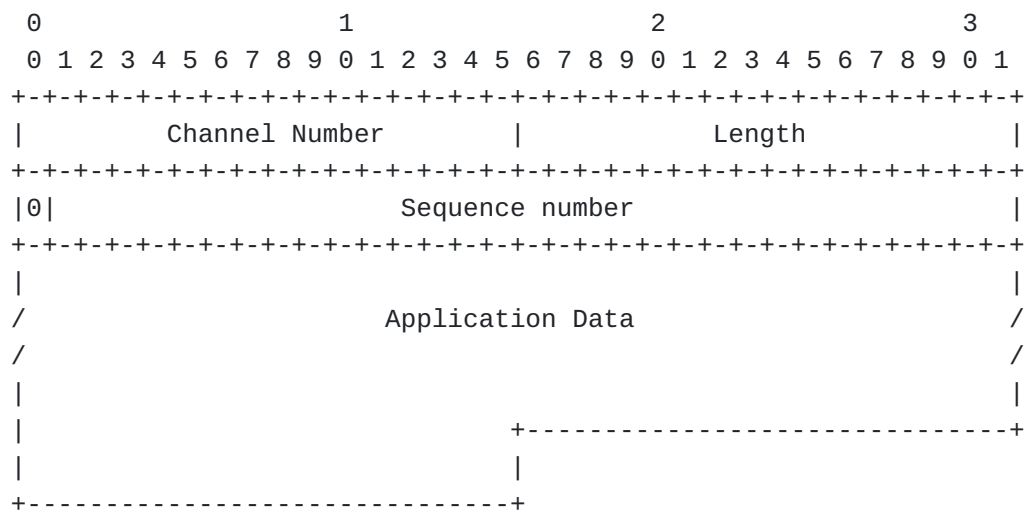 0                   1                   2                   3
 0 1 2 3 4 5 6 7 8 9 0 1 2 3 4 5 6 7 8 9 0 1 2 3 4 5 6 7 8 9 0 1
+-+-+-+-+-+-+-+-+-+-+-+-+-+-+-+-+-+-+-+-+-+-+-+-+-+-+-+-+-+-+-+-+
|         Channel Number        |            Length             |
+-+-+-+-+-+-+-+-+-+-+-+-+-+-+-+-+-+-+-+-+-+-+-+-+-+-+-+-+-+-+-+-+
|0|                      Sequence number                        |
+-+-+-+-+-+-+-+-+-+-+-+-+-+-+-+-+-+-+-+-+-+-+-+-+-+-+-+-+-+-+-+-+
|                                                               |
/                       Application Data                        /
/                                                               /
|                                                               |
|                               +-------------------------------+
|                               |
+-------------------------------+